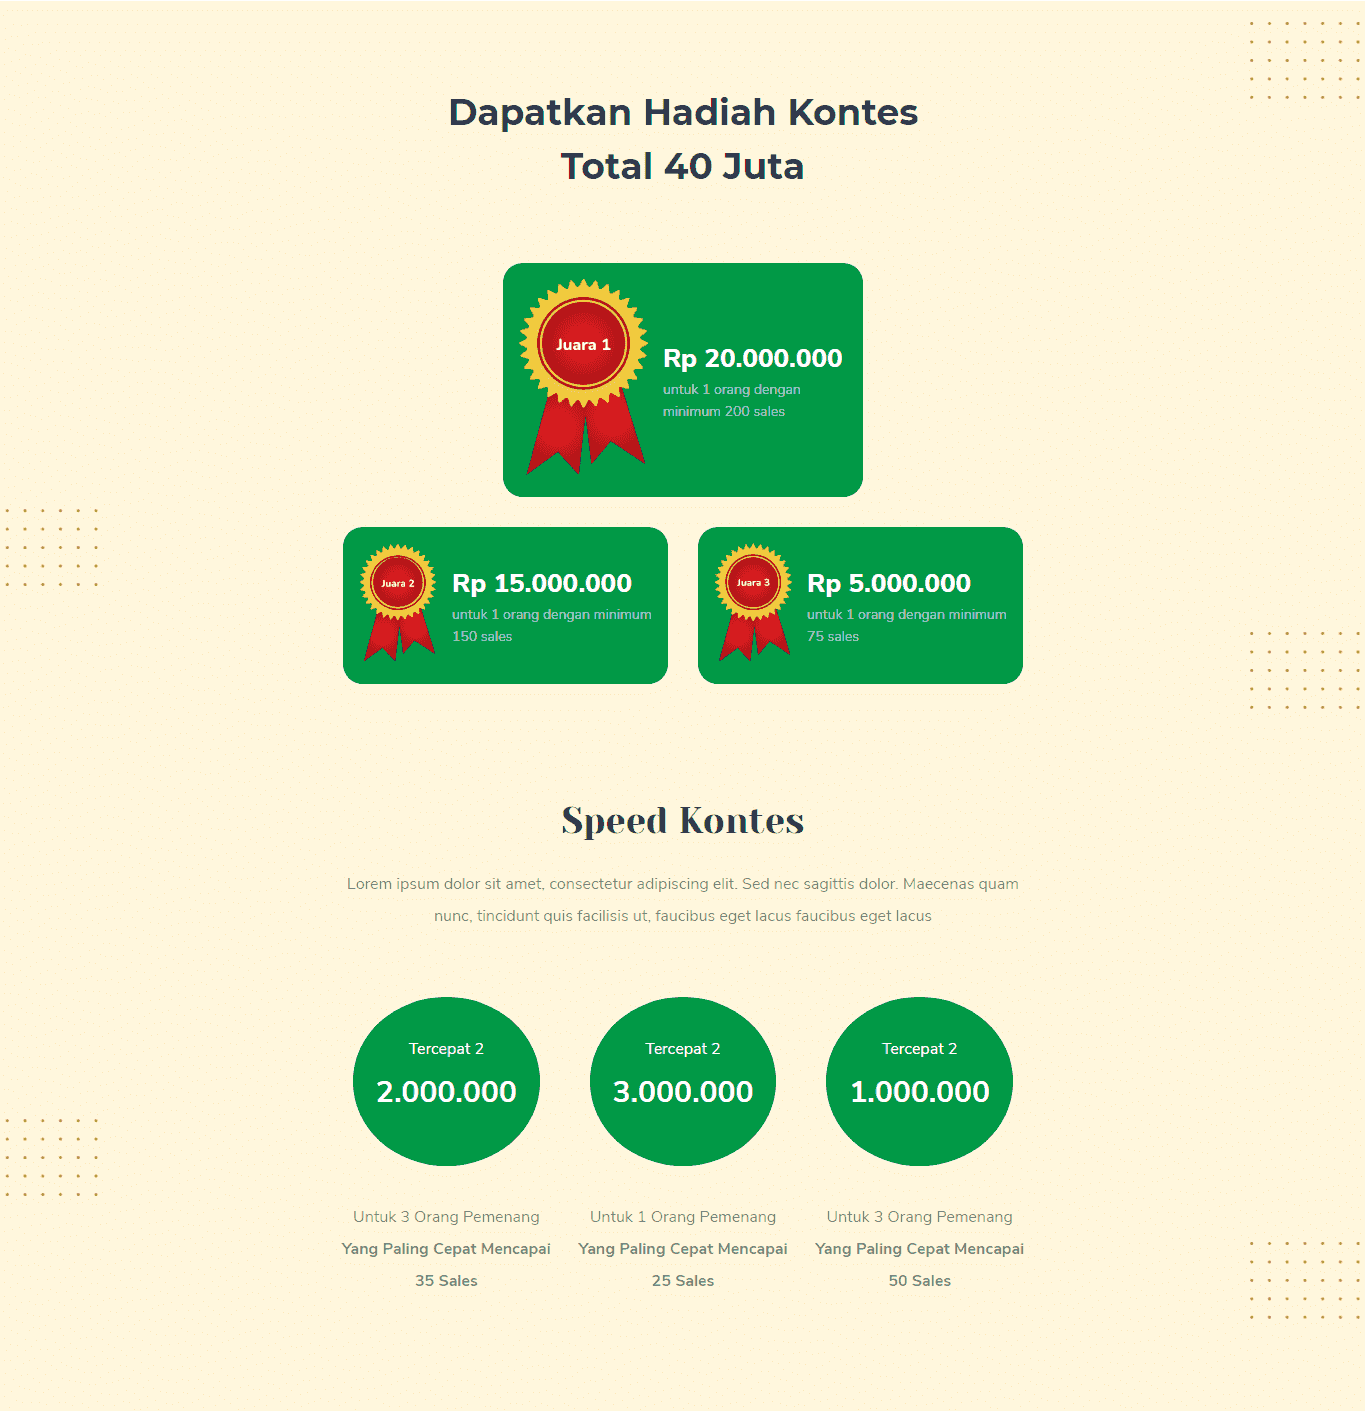 Dapatkan Hadiah Kontes
Total 40 Juta
Juara 1
Rp 20.000.000
untuk 1 orang dengan
minimum 200 sales
Juara 2
Rp 15.000.000
untuk 1 orang dengan minimum
150 sales
Juara 3
Rp 5.000.000
untuk 1 orang dengan minimum
75 sales
Speed Kontes
Lorem ipsum dolor sit amet, consectetur adipiscing elit. Sed nec sagittis dolor. Maecenas quam
nunc, tincidunt quis facilisis ut, faucibus eget lacus faucibus eget lacus
Tercepat 2
2.000.000
Untuk 3 Orang Pemenang
Yang Paling Cepat Mencapai
35 Sales
Tercepat 2
3.000.000
Untuk 1 Orang Pemenang
Yang Paling Cepat Mencapai
25 Sales
Tercepat 2
1.000.000
Untuk 3 Orang Pemenang
Yang Paling Cepat Mencapai
50 Sales